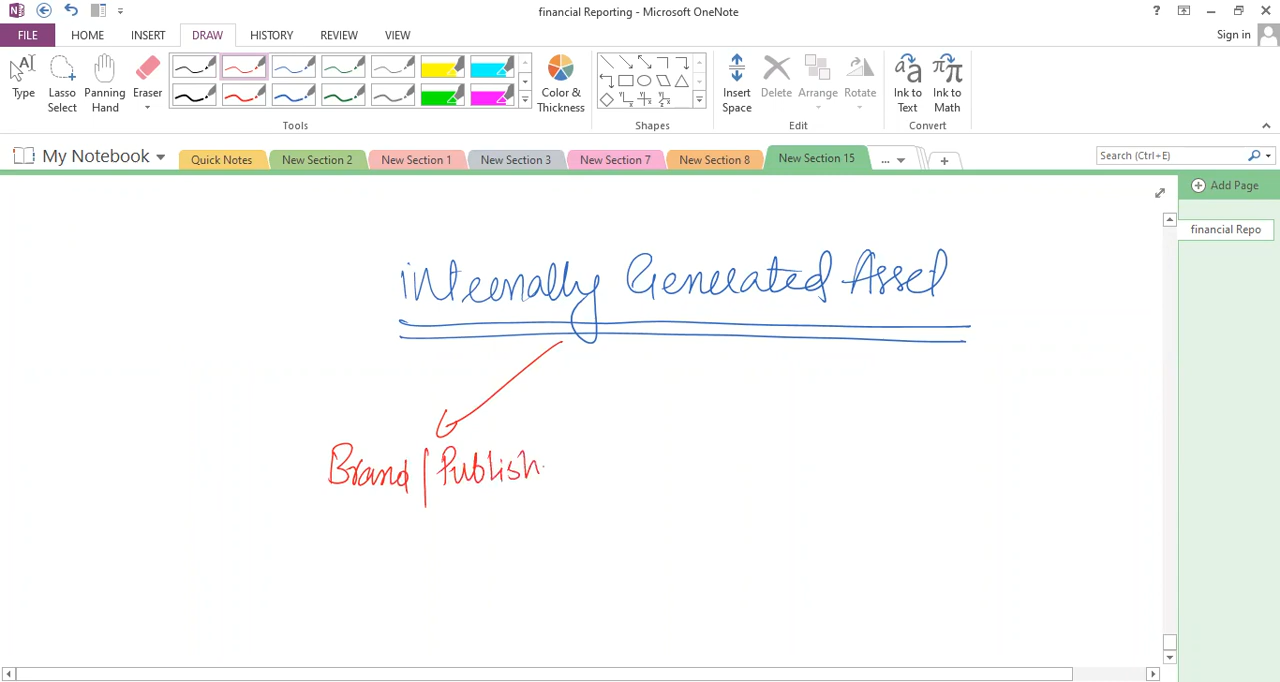 financial Reporting - Microsoft OneNote
?
FILE HOME INSERT DRAW HISTORY REVIEW VIEW
Sign in
Type
Lasso Select
Panning Hand
Eraser
Color & Thickness
Insert Space
Delete
Arrange
Rotate
Ink to Text
Ink to Math
Tools Shapes Edit Convert
My Notebook Quick Notes New Section 2 New Section 1 New Section 3 New Section 7 New Section 8 New Section 15 ... Search (Ctrl+E)
Add Page
financial Repo
internally Generated Asset
Brand | Publish